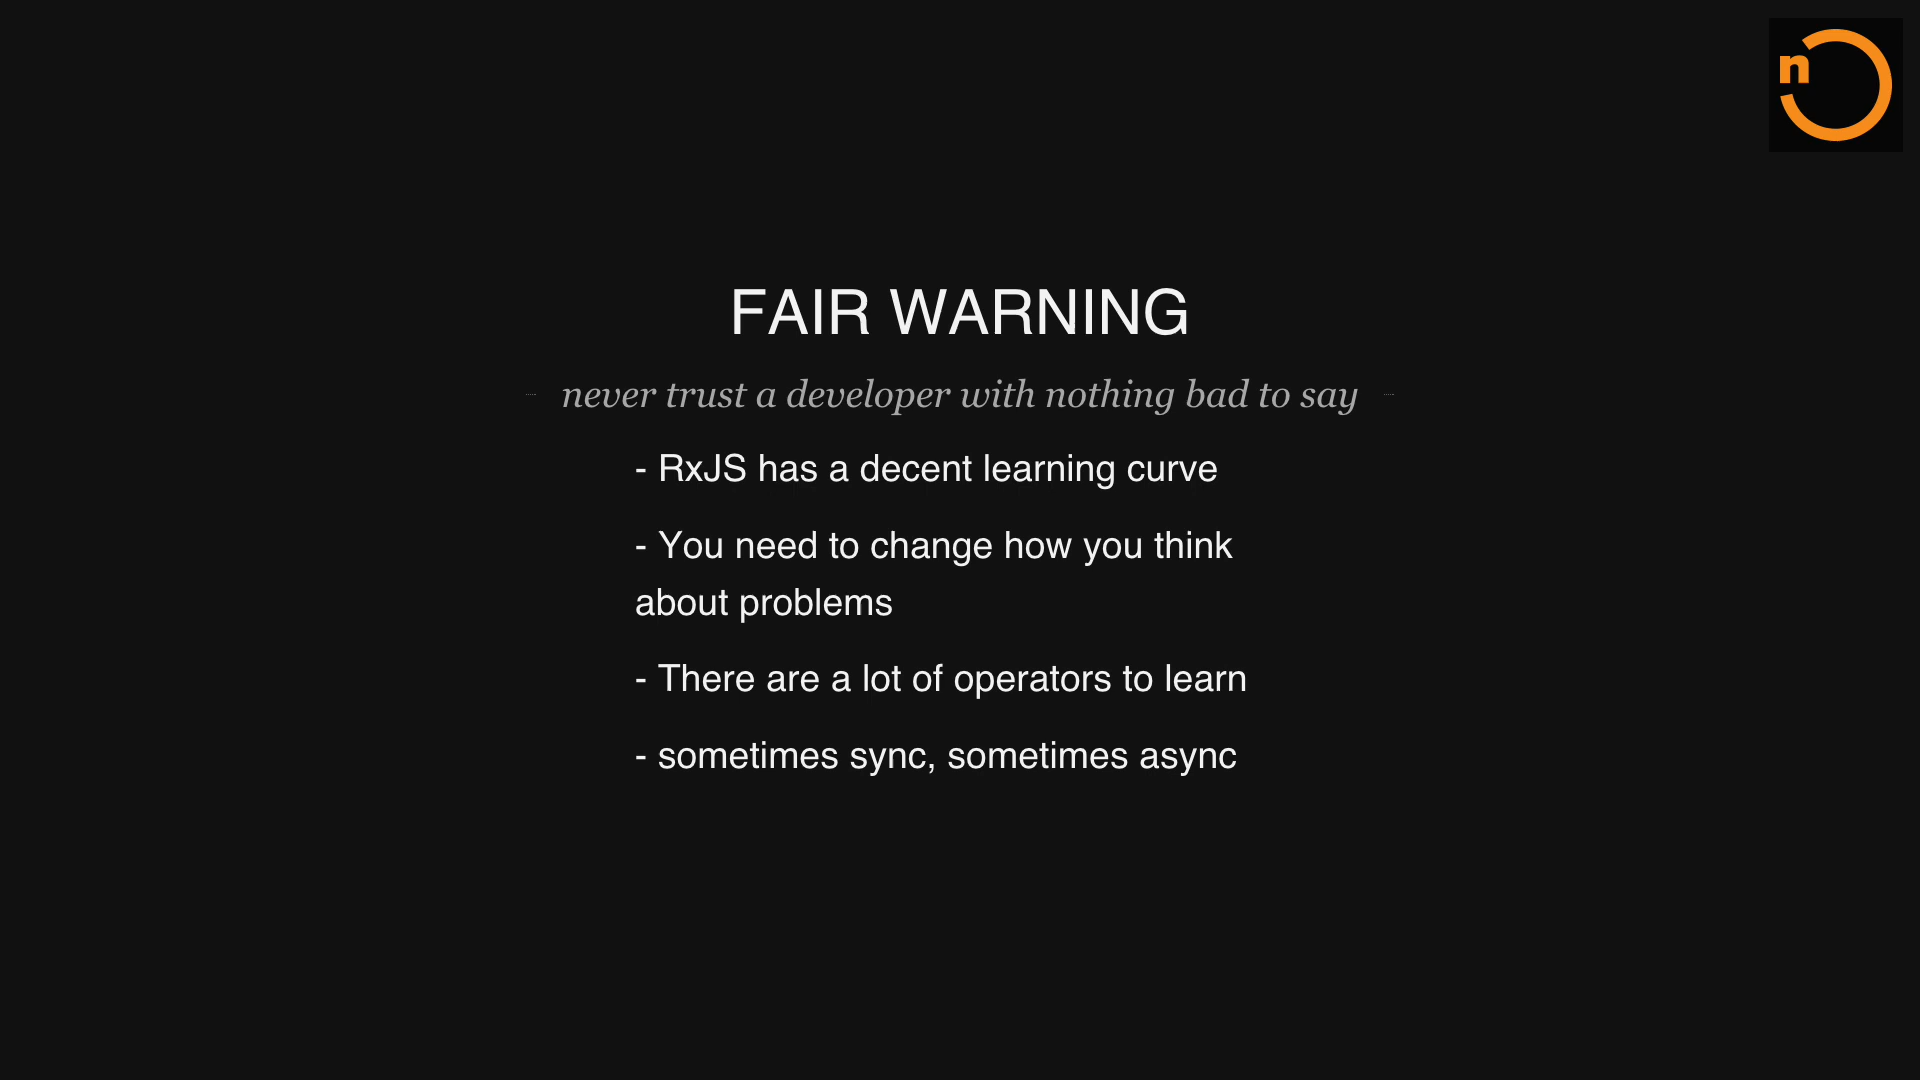 n
FAIR WARNING
never trust a developer with nothing bad to say
- RxJS has a decent learning curve
- You need to change how you think
about problems
- There are a lot of operators to learn
- sometimes sync, sometimes async